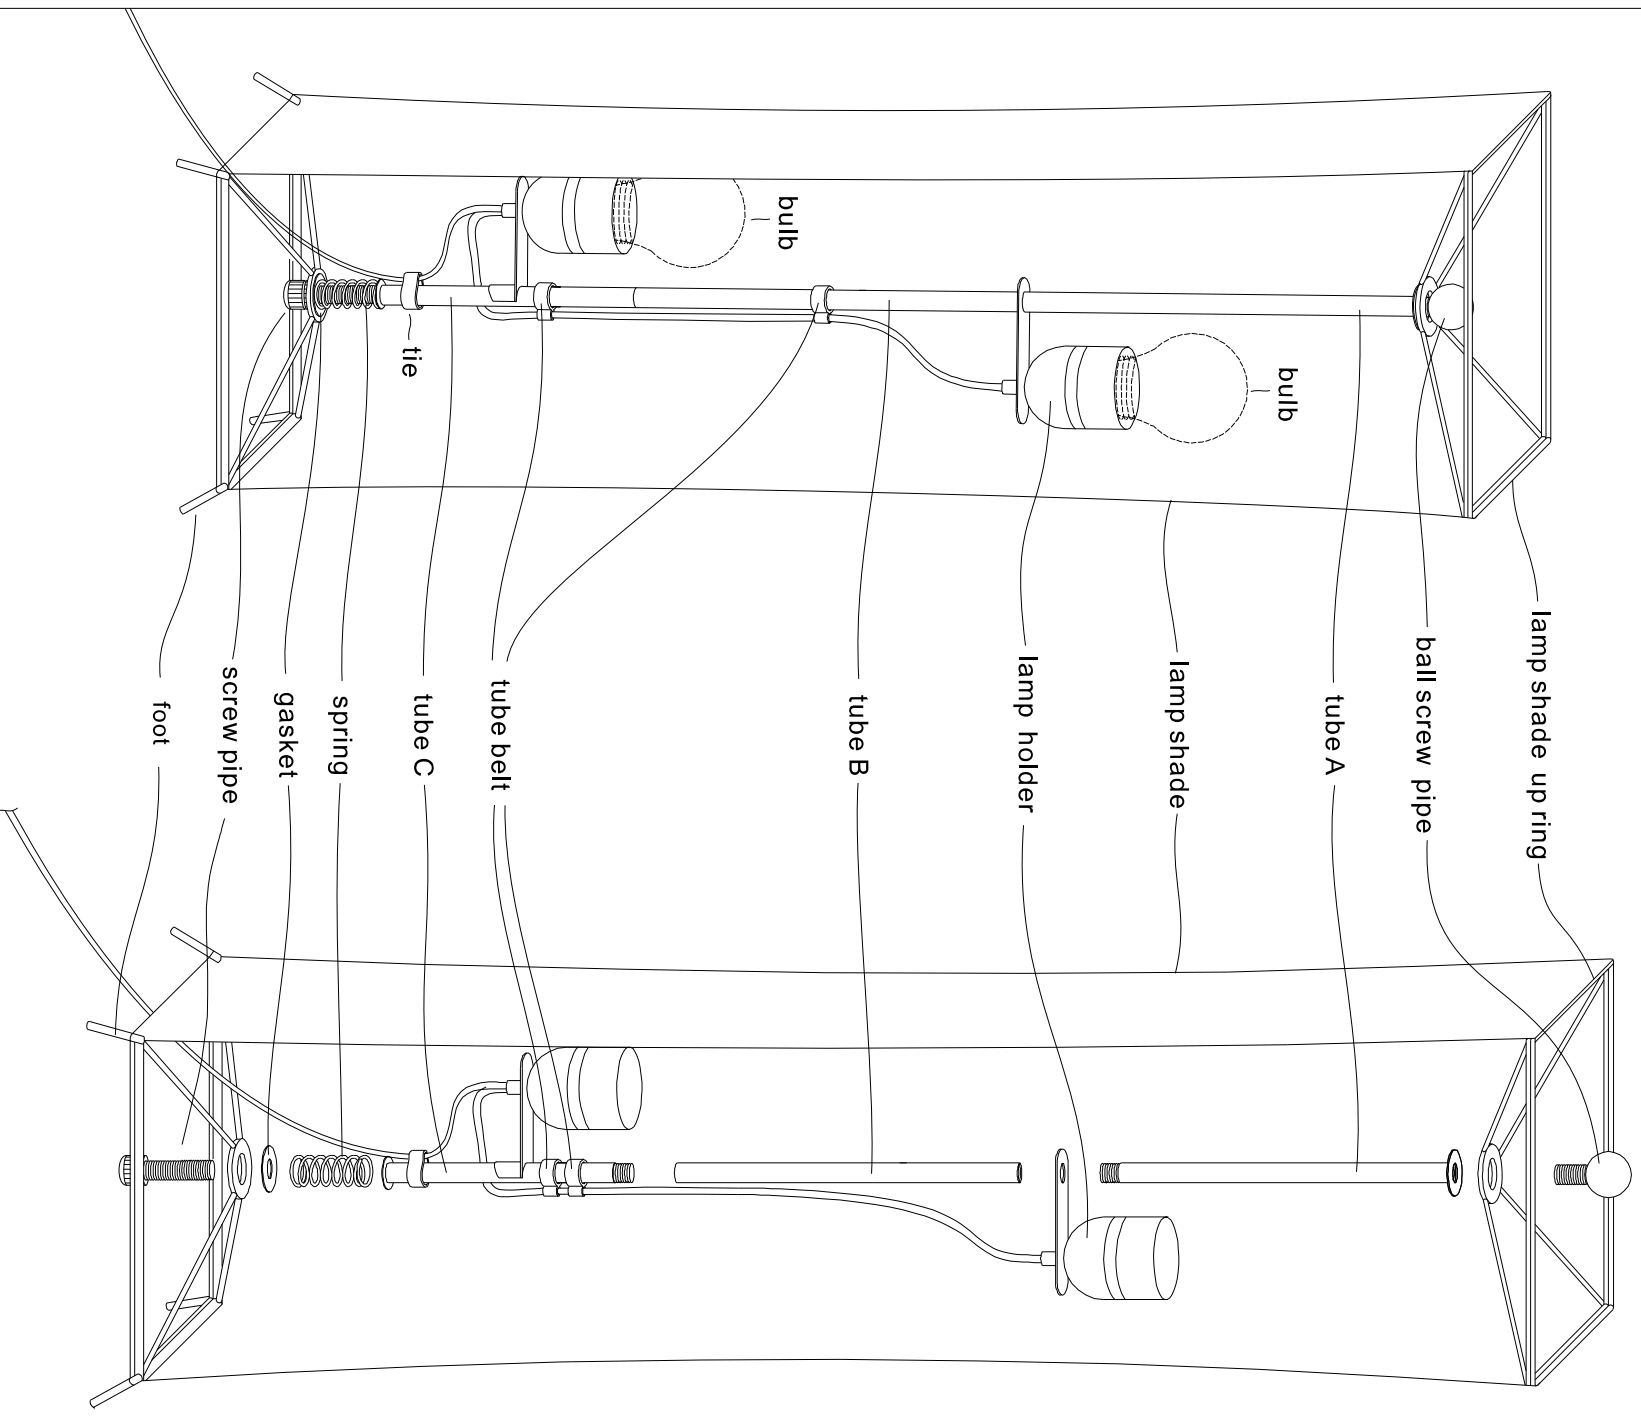 bulb
bulb
tie
lamp shade up ring
ball screw pipe
tube A
lamp shade
lamp holder
tube B
tube belt
tube C
spring
gasket
screw pipe
foot